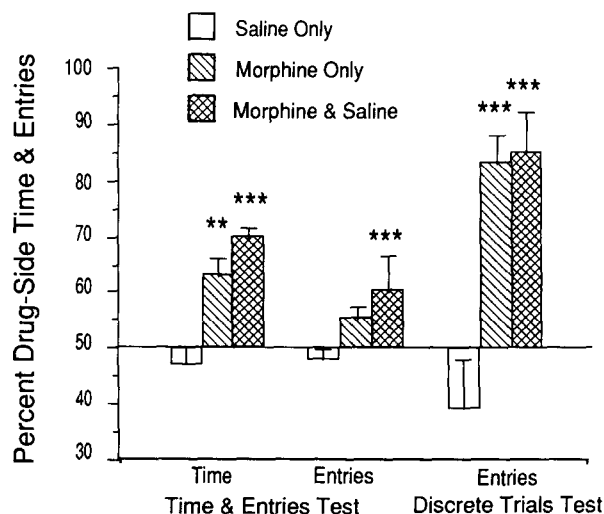 Saline Only
Morphine Only
Morphine & Saline
Percent Drug-Side Time & Entries
100
90
80
70
60
50
40
30
**
***
***
***
***
Time
Entries
Entries
Time & Entries Test
Discrete Trials Test